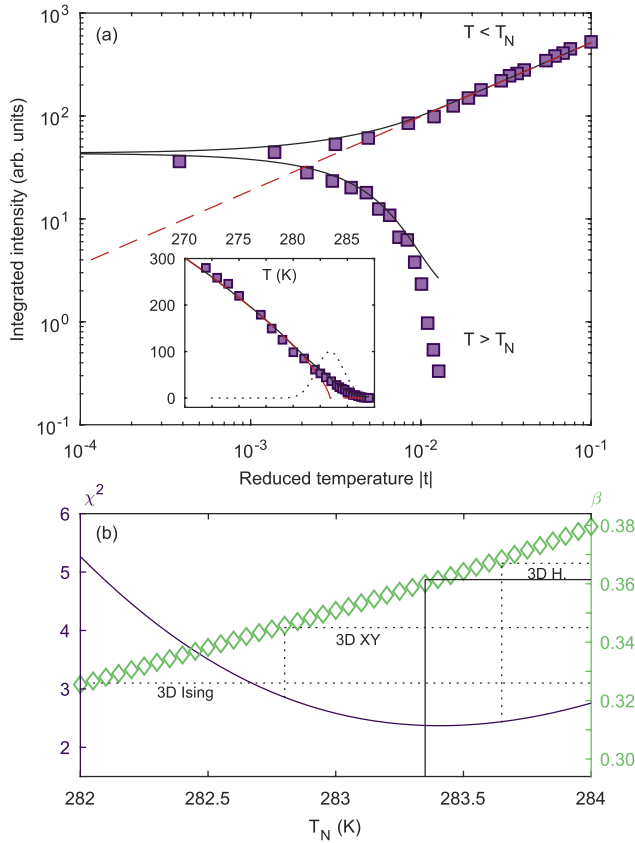 (a)
T < T_N
10^3
10^2
10^1
10^0
10^-1
Integrated intensity (arb. units)
270 275 280 285
T (K)
300
200
100
0
T > T_N
10^-4 10^-3 10^-2 10^-1
Reduced temperature |t|
χ^2
β
(b)
6
5
4
3
2
0.38
0.36
0.34
0.32
0.30
3D H.
3D XY
3D Ising
282 282.5 283 283.5 284
T_N (K)